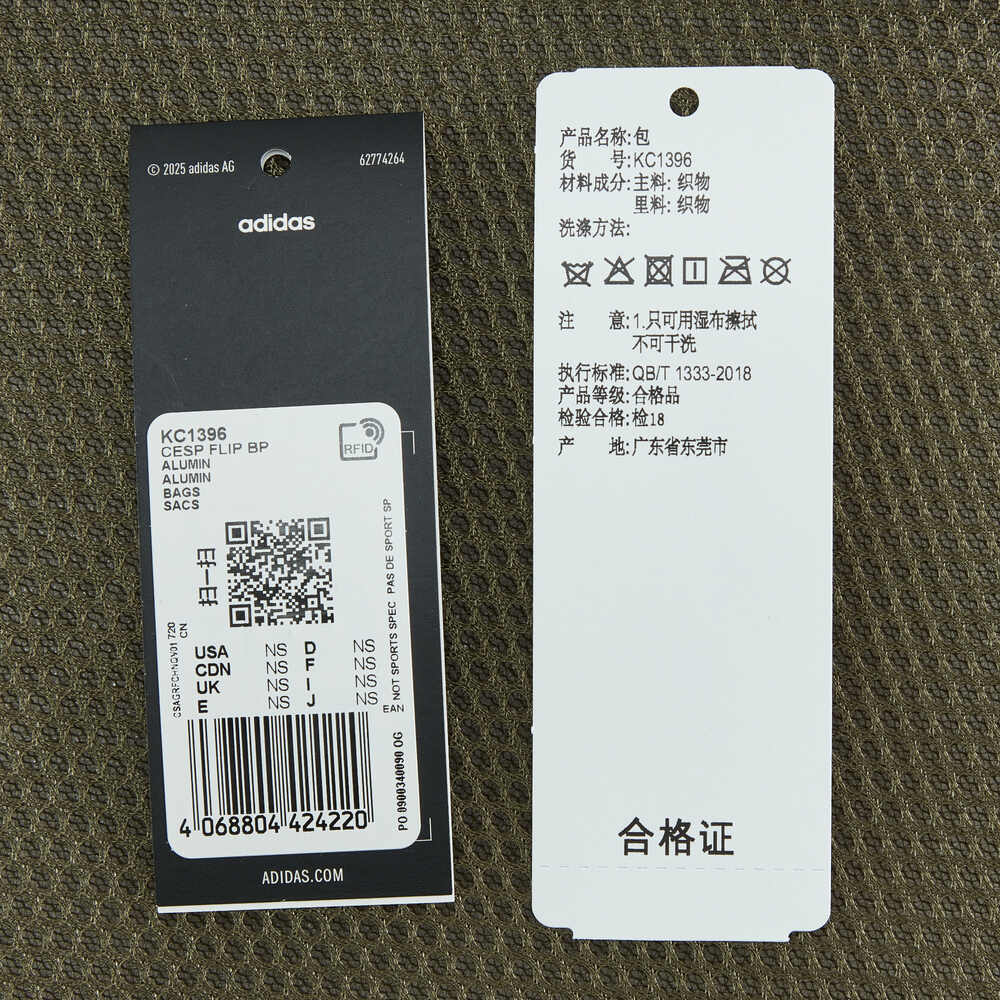 © 2025 adidas AG
62774264
adidas
KC1396
CESP FLIP BP
ALUMIN
ALUMIN
BAGS
SACS
RFID
扫一扫
NOT SPORTS SPEC PAS DE SPORT SP
CN
USA NS D NS
CDN NS F NS
UK NS I NS
E NS J NS
EAN
PO 0900340090 OG
4 068804 424220
ADIDAS.COM
产品名称:包
货 号:KC1396
材料成分:主料: 织物
里料: 织物
洗涤方法:
注 意:1.只可用湿布擦拭
不可干洗
执行标准:QB/T 1333-2018
产品等级:合格品
检验合格:检18
产 地:广东省东莞市
合格证